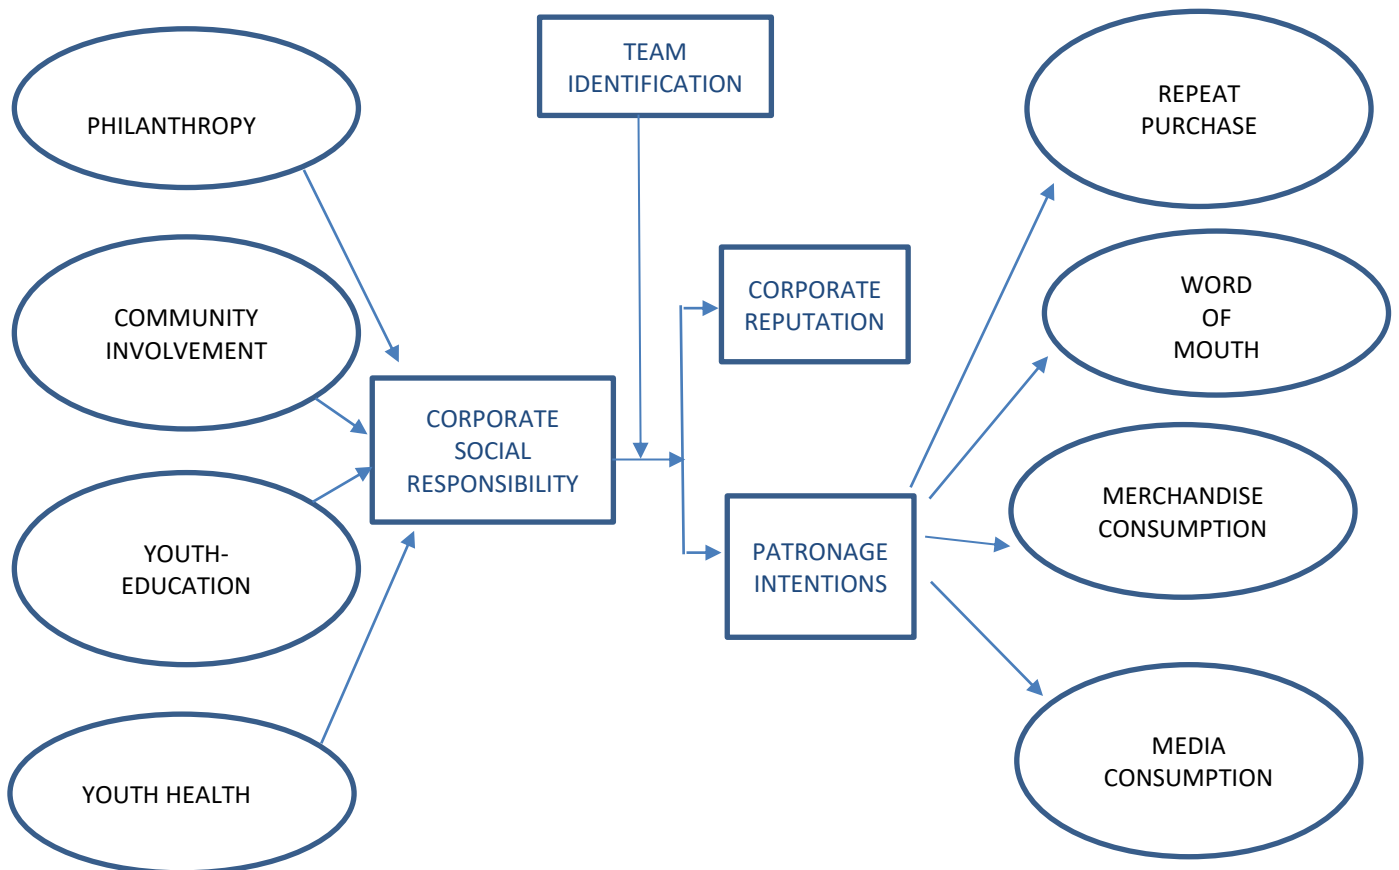 PHILANTHROPY
COMMUNITY
INVOLVEMENT
YOUTH-
EDUCATION
YOUTH HEALTH
TEAM
IDENTIFICATION
CORPORATE
SOCIAL
RESPONSIBILITY
CORPORATE
REPUTATION
PATRONAGE
INTENTIONS
REPEAT
PURCHASE
WORD
OF
MOUTH
MERCHANDISE
CONSUMPTION
MEDIA
CONSUMPTION